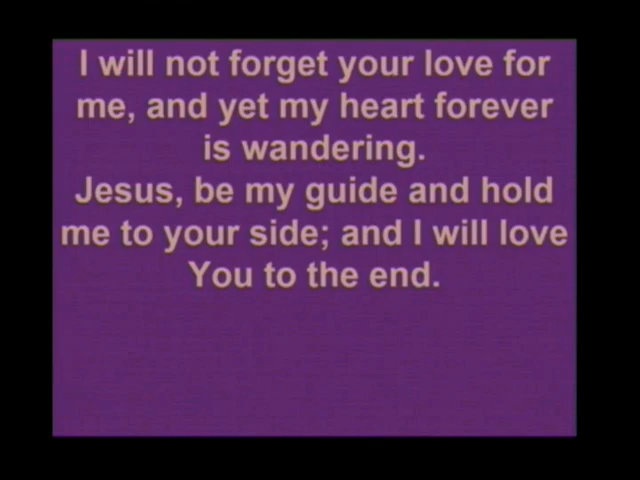 I will not forget your love for
me, and yet my heart forever
is wandering.
Jesus, be my guide and hold
me to your side; and I will love
You to the end.